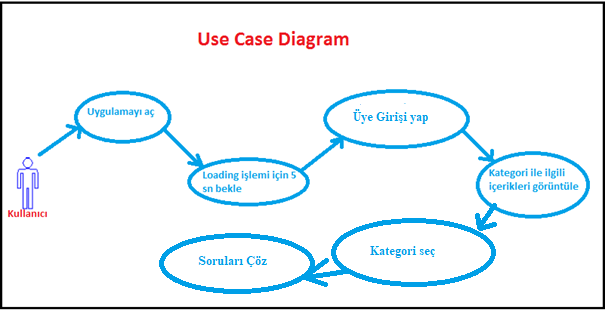 Use Case Diagram
Uygulamayı aç
Üye Girişi yap
Loading işlemi için 5
sn bekle
Kategori ile ilgili
içerikleri görüntüle
Kullanıcı
Kategori seç
Soruları Çöz